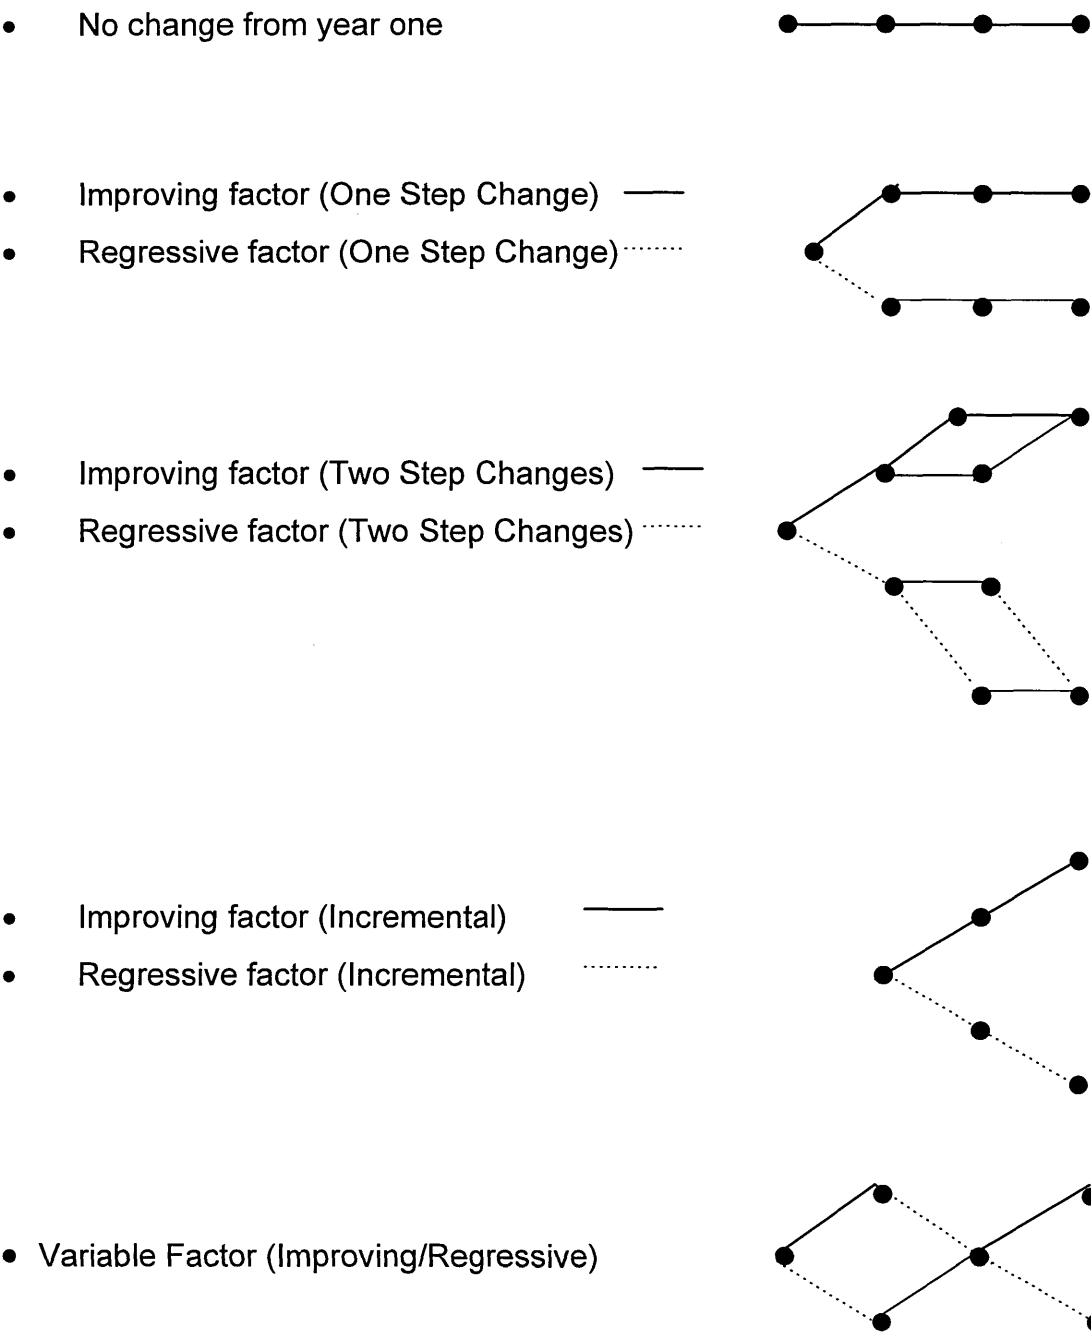 • No change from year one
• Improving factor (One Step Change)
• Regressive factor (One Step Change)
• Improving factor (Two Step Changes)
• Regressive factor (Two Step Changes)
• Improving factor (Incremental)
• Regressive factor (Incremental)
• Variable Factor (Improving/Regressive)